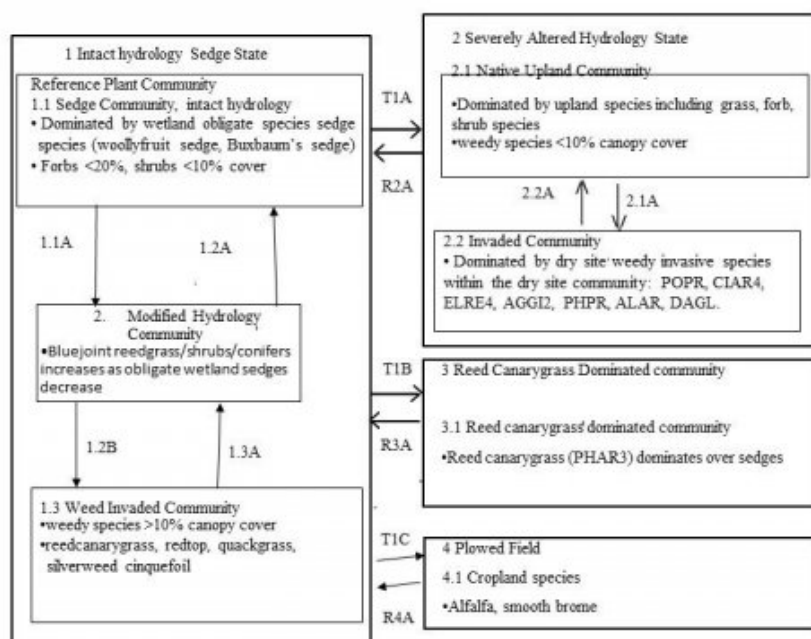 1 Intact hydrology Sedge State
Reference Plant Community
1.1 Sedge Community, intact hydrology
• Dominated by wetland obligate species sedge
species (woollyfruit sedge, Buxbaum's sedge)
• Forbs <20%, shrubs <10% cover
1.1A
1.2A
2. Modified Hydrology
Community
•Bluejoint reedgrass/shrubs/conifers
increases as obligate wetland sedges
decrease
1.2B
1.3A
1.3 Weed Invaded Community
•weedy species >10% canopy cover
•reedcanarygrass, redtop, quackgrass,
silverweed cinquefoil
T1A
R2A
T1B
R3A
T1C
R4A
2 Severely Altered Hydrology State
2.1 Native Upland Community
•Dominated by upland species including grass, forb,
shrub species
•weedy species <10% canopy cover
2.2A
2.1A
2.2 Invaded Community
• Dominated by dry site weedy invasive species
within the dry site community: POPR, CIAR4,
ELRE4, AGGI2, PHPR, ALAR, DAGL.
3 Reed Canarygrass Dominated community
3.1 Reed canarygrass dominated community
•Reed canarygrass (PHAR3) dominates over sedges
4 Plowed Field
4.1 Cropland species
•Alfalfa, smooth brome